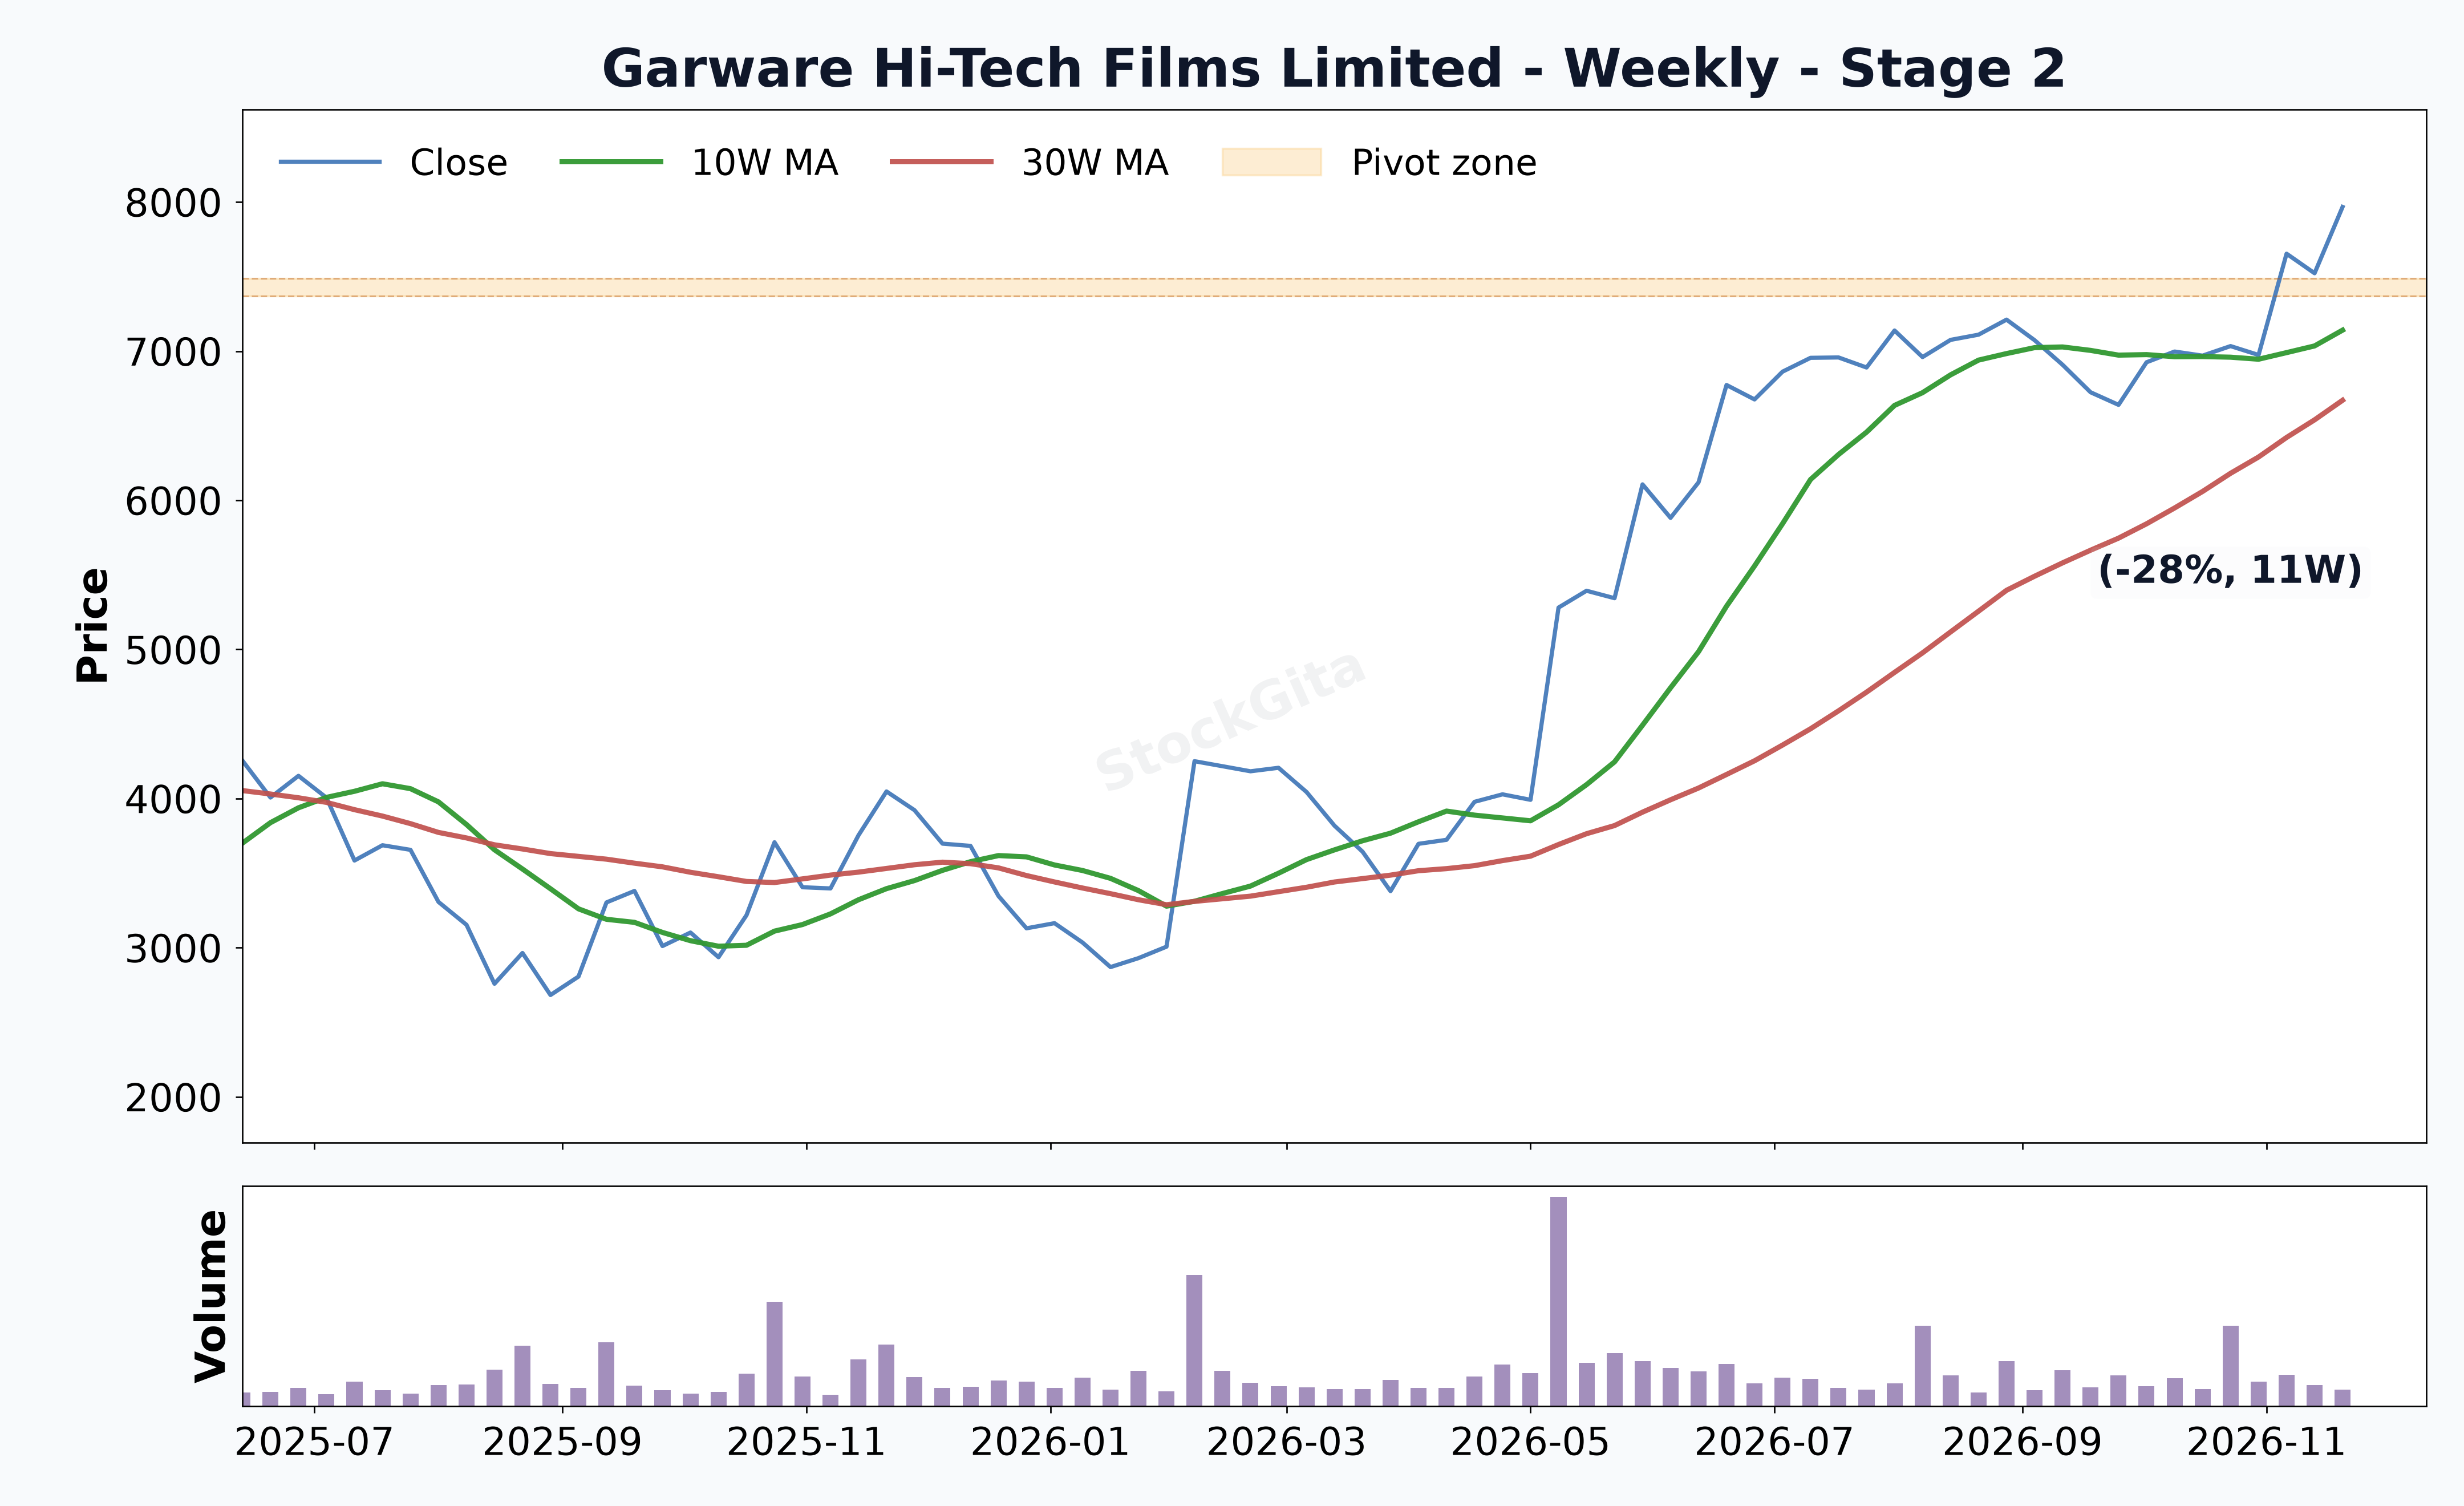 Garware Hi-Tech Films Limited - Weekly - Stage 2
Close 10W MA 30W MA Pivot zone
8000
7000
6000
5000
4000
3000
2000
Price
(-28%, 11W)
StockGita
Volume
2025-07 2025-09 2025-11 2026-01 2026-03 2026-05 2026-07 2026-09 2026-11